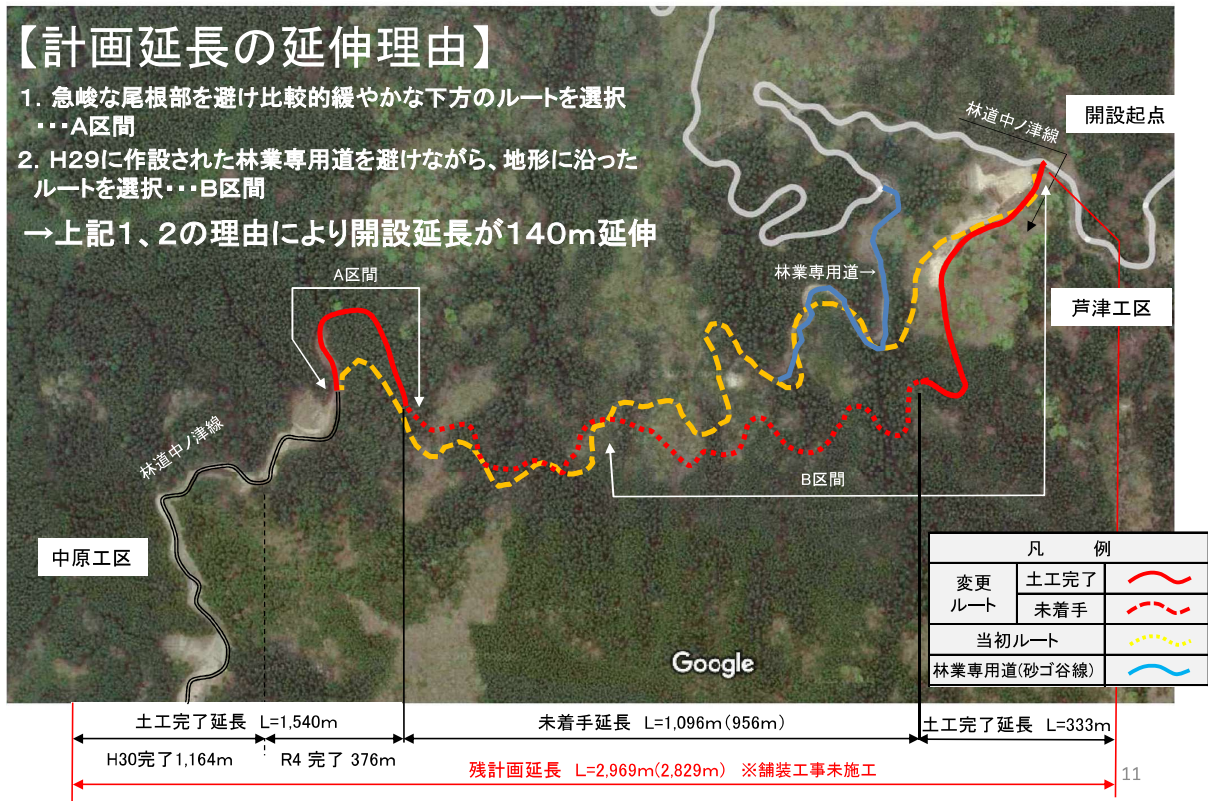 【計画延長の延伸理由】
１．急峻な尾根部を避け比較的緩やかな下方のルートを選択
・・・A区間
２．H29に作設された林業専用道を避けながら、地形に沿った
ルートを選択・・・B区間
→上記１、２の理由により開設延長が140m延伸
林道中ノ津線
開設起点
A区間
林業専用道→
芦津工区
林道中ノ津線
B区間
中原工区
凡　例
変更
ルート
土工完了
未着手
当初ルート
林業専用道(砂ゴ谷線)
Google
土工完了延長 L=1,540m
未着手延長 L=1,096m(956m)
土工完了延長 L=333m
H30完了1,164m
R4 完了 376m
残計画延長 L=2,969m(2,829m) ※舗装工事未施工
11